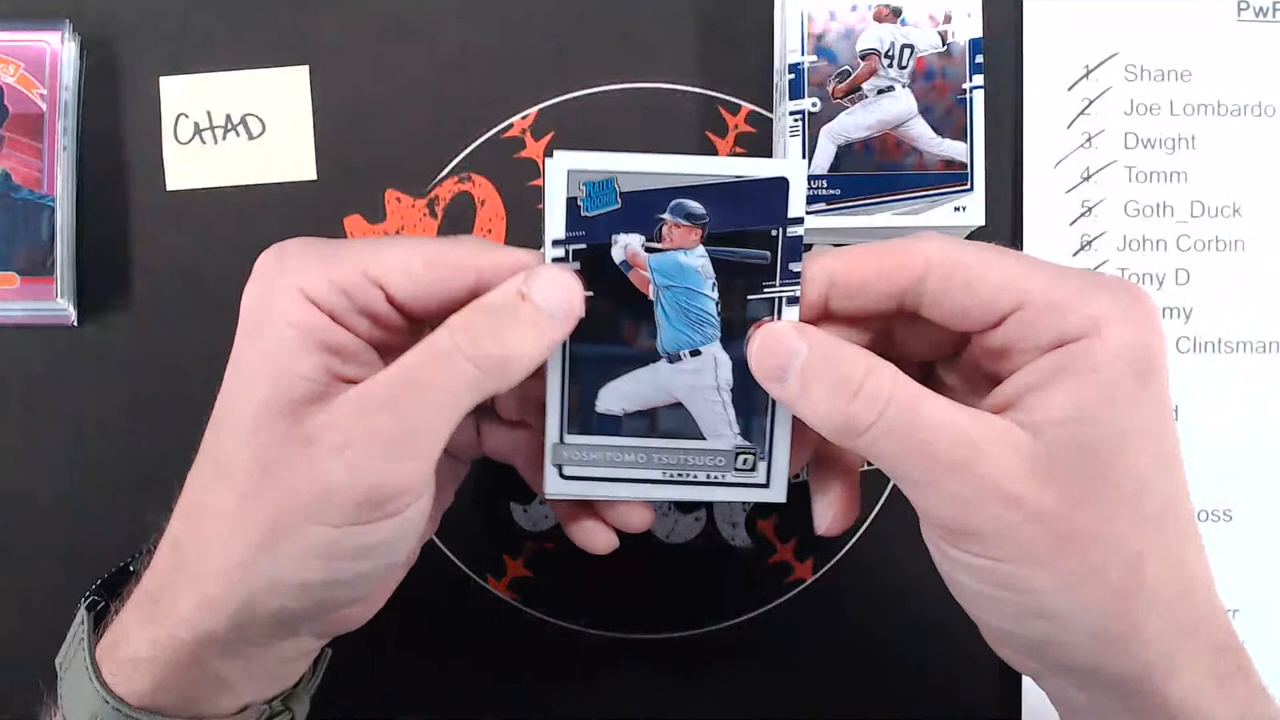 CHAD
RATED
ROOKIE
YOSHITOMO TSUTSUGO
TAMPA BAY
40
LUIS
SEVERINO
NY
1. Shane
2. Joe Lombardo
3. Dwight
4. Tomm
5. Goth_Duck
6. John Corbin
Tony D
my
Clintsman
oss